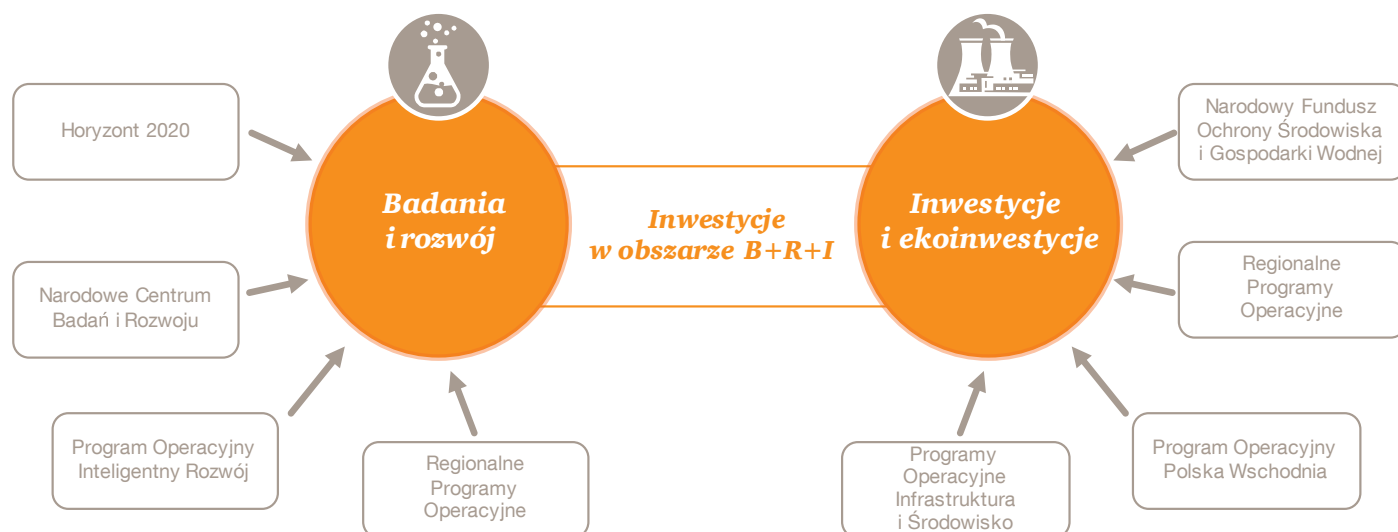 Horyzont 2020
Narodowe Centrum
Badań i Rozwoju
Program Operacyjny
Inteligentny Rozwój
Regionalne
Programy
Operacyjne
Badania
i rozwój
Inwestycje
w obszarze B+R+I
Inwestycje
i ekoinwestycje
Narodowy Fundusz
Ochrony Środowiska
i Gospodarki Wodnej
Regionalne
Programy
Operacyjne
Program Operacyjny
Polska Wschodnia
Programy
Operacyjne
Infrastruktura
i Środowisko